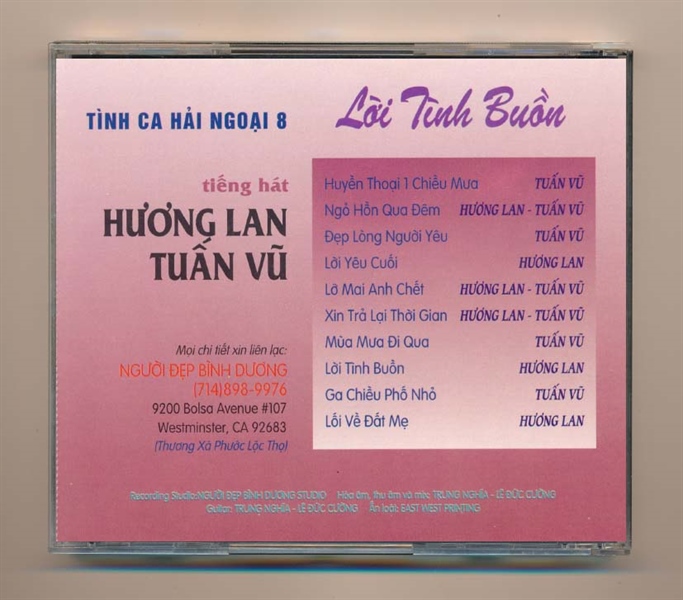 TÌNH CA HẢI NGOẠI 8
Lời Tình Buồn
tiếng hát
HƯƠNG LAN
TUẤN VŨ
Huyền Thoại 1 Chiều Mưa TUẤN VŨ
Ngỏ Hồn Qua Đêm HƯỚNG LAN - TUẤN VŨ
Đẹp Lòng Người Yêu TUẤN VŨ
Lời Yêu Cuối HƯỚNG LAN
Lỡ Mai Anh Chết HƯỚNG LAN - TUẤN VŨ
Xin Trả Lại Thời Gian HƯỚNG LAN - TUẤN VŨ
Mùa Mưa Đi Qua TUẤN VŨ
Lời Tình Buồn HƯỚNG LAN
Ga Chiều Phố Nhỏ TUẤN VŨ
Lối Về Đất Mẹ HƯỚNG LAN
Mọi chi tiết xin liên lạc:
NGƯỜI ĐẸP BÌNH DƯƠNG
(714)898-9976
9200 Bolsa Avenue #107
Westminster, CA 92683
(Thương Xá Phước Lộc Thọ)
Recording Studio:NGƯỜI ĐẸP BÌNH DƯƠNG STUDIO Hòa âm, thu âm và mix: TRUNG NGHĨA - LÊ ĐỨC CƯỜNG
Guitar: TRUNG NGHĨA - LÊ ĐỨC CƯỜNG Ấn loát: EAST WEST PRINTING